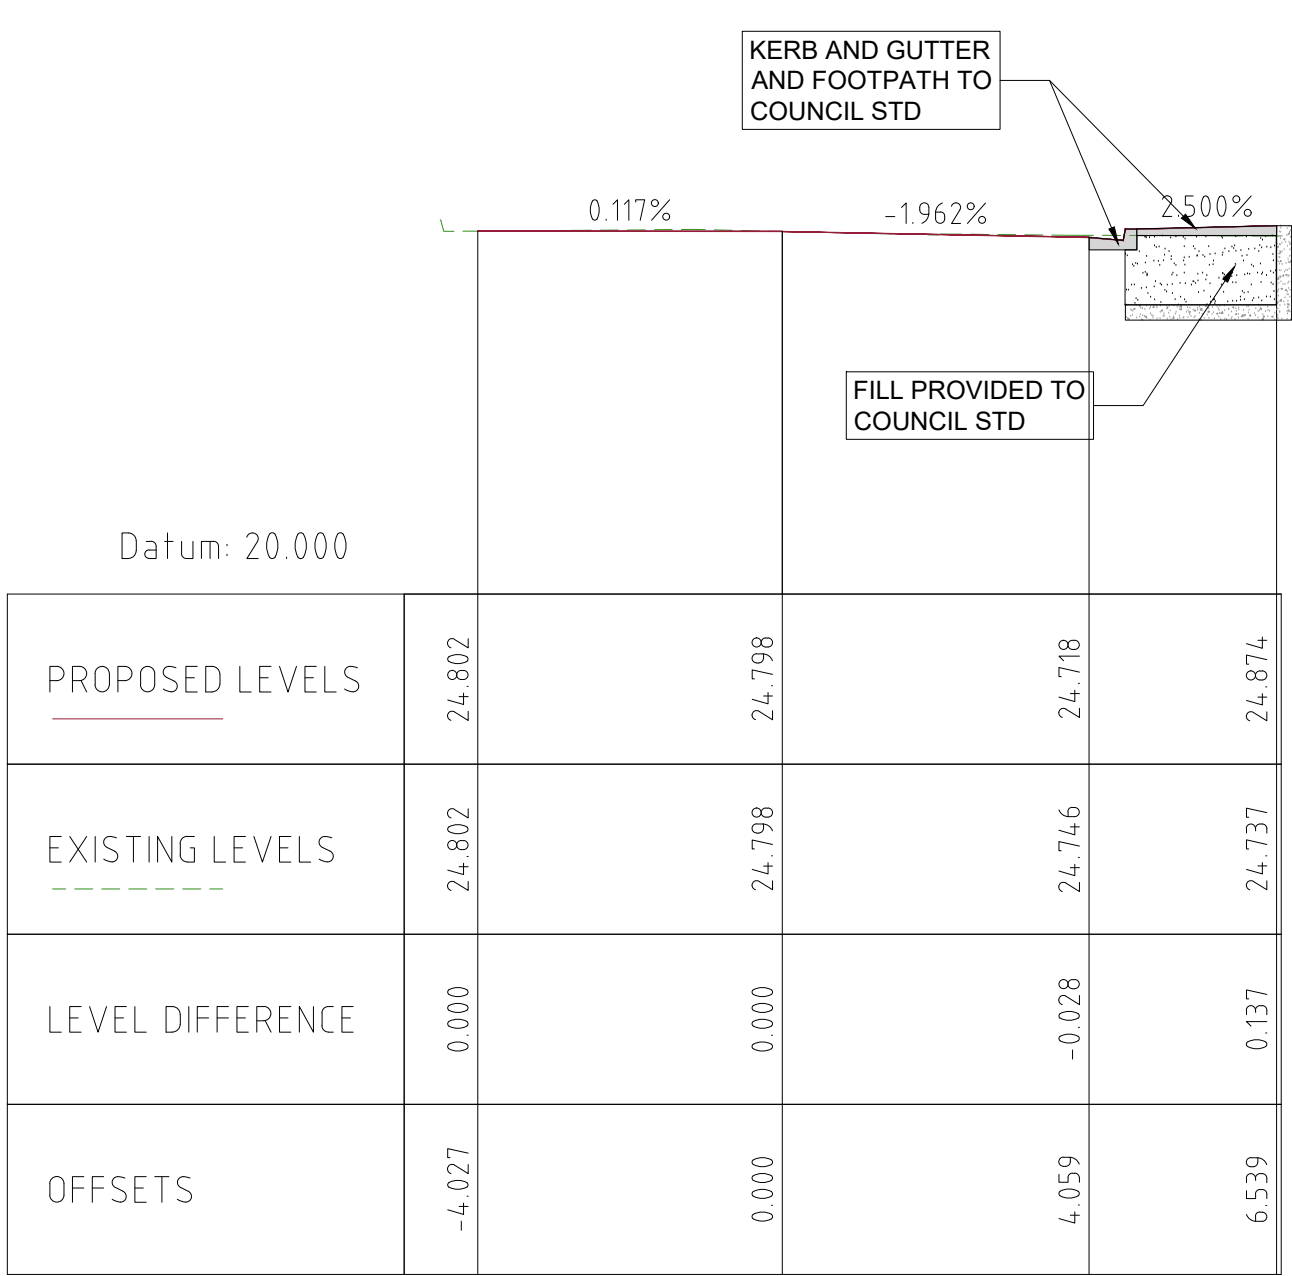 KERB AND GUTTER
AND FOOTPATH TO
COUNCIL STD
0.117% -1.962% 2.500%
FILL PROVIDED TO
COUNCIL STD
Datum: 20.000
PROPOSED LEVELS 24.802 24.798 24.718 24.874
EXISTING LEVELS 24.802 24.798 24.746 24.737
LEVEL DIFFERENCE 0.000 0.000 -0.028 0.137
OFFSETS -4.027 0.000 4.059 6.539